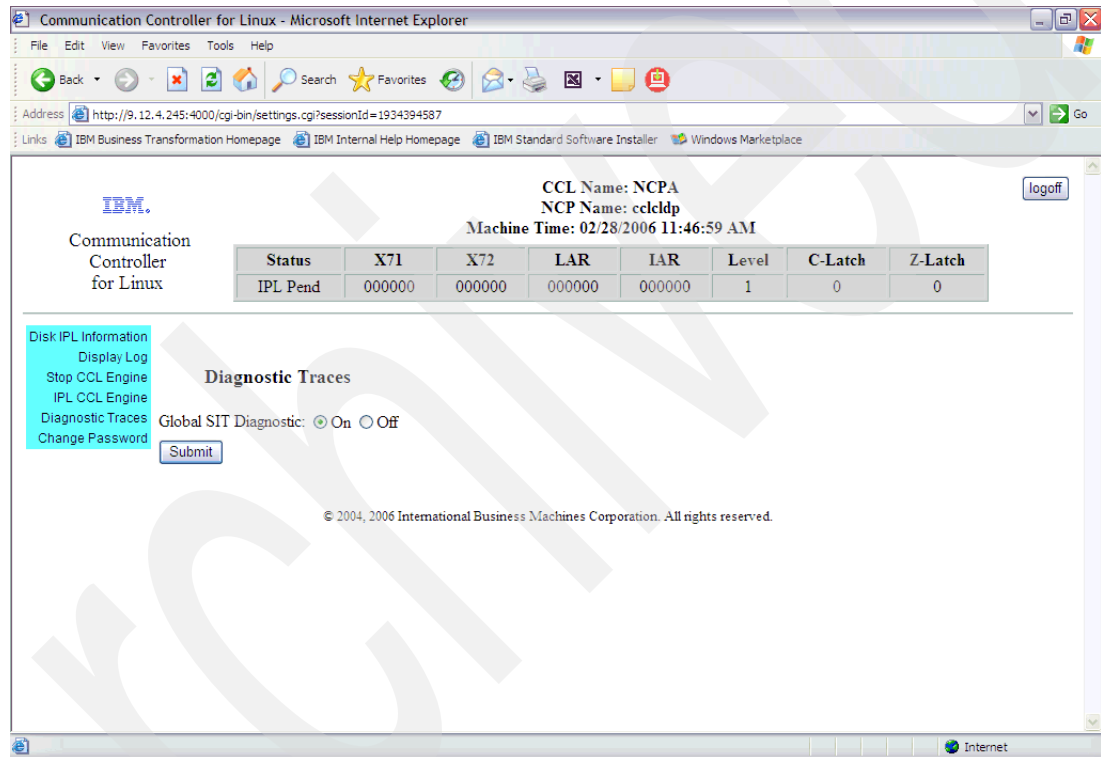 Communication Controller for Linux - Microsoft Internet Explorer
File Edit View Favorites Tools Help
Back Search Favorites
Address http://9.12.4.245:4000/cgi-bin/settings.cgi?sessionId=1934394587 Go
Links IBM Business Transformation Homepage IBM Internal Help Homepage IBM Standard Software Installer Windows Marketplace
IBM.
Communication
Controller
for Linux
CCL Name: NCPA
NCP Name: cclcldp
Machine Time: 02/28/2006 11:46:59 AM
logoff
Status X71 X72 LAR IAR Level C-Latch Z-Latch
IPL Pend 000000 000000 000000 000000 1 0 0
Disk IPL Information
Display Log
Stop CCL Engine
IPL CCL Engine
Diagnostic Traces
Change Password
Diagnostic Traces
Global SIT Diagnostic: On Off
Submit
© 2004, 2006 International Business Machines Corporation. All rights reserved.
Internet